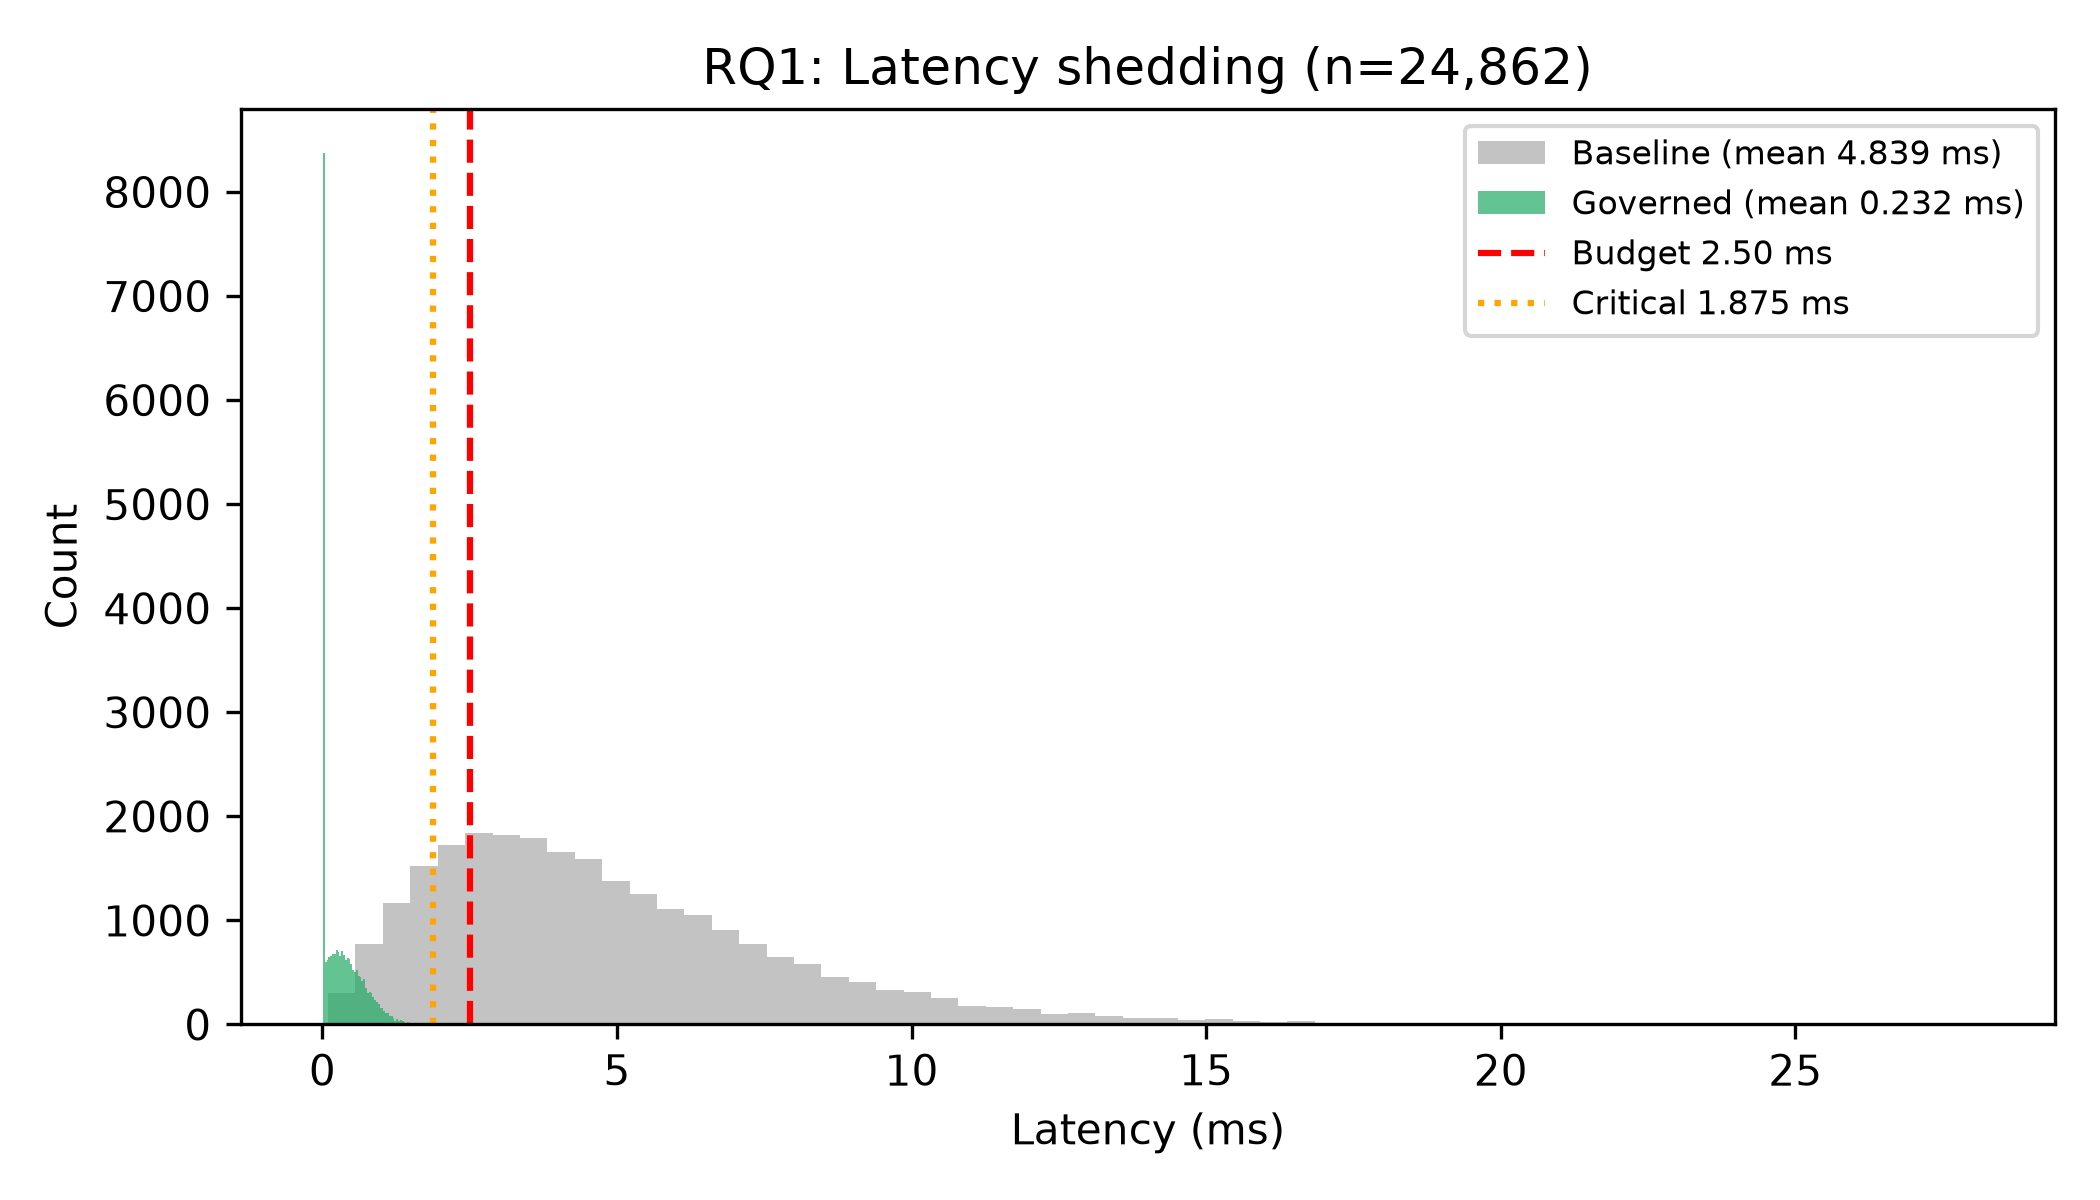 RQ1: Latency shedding (n=24,862)
Baseline (mean 4.839 ms)
Governed (mean 0.232 ms)
Budget 2.50 ms
Critical 1.875 ms
Count
8000
7000
6000
5000
4000
3000
2000
1000
0
0 5 10 15 20 25
Latency (ms)